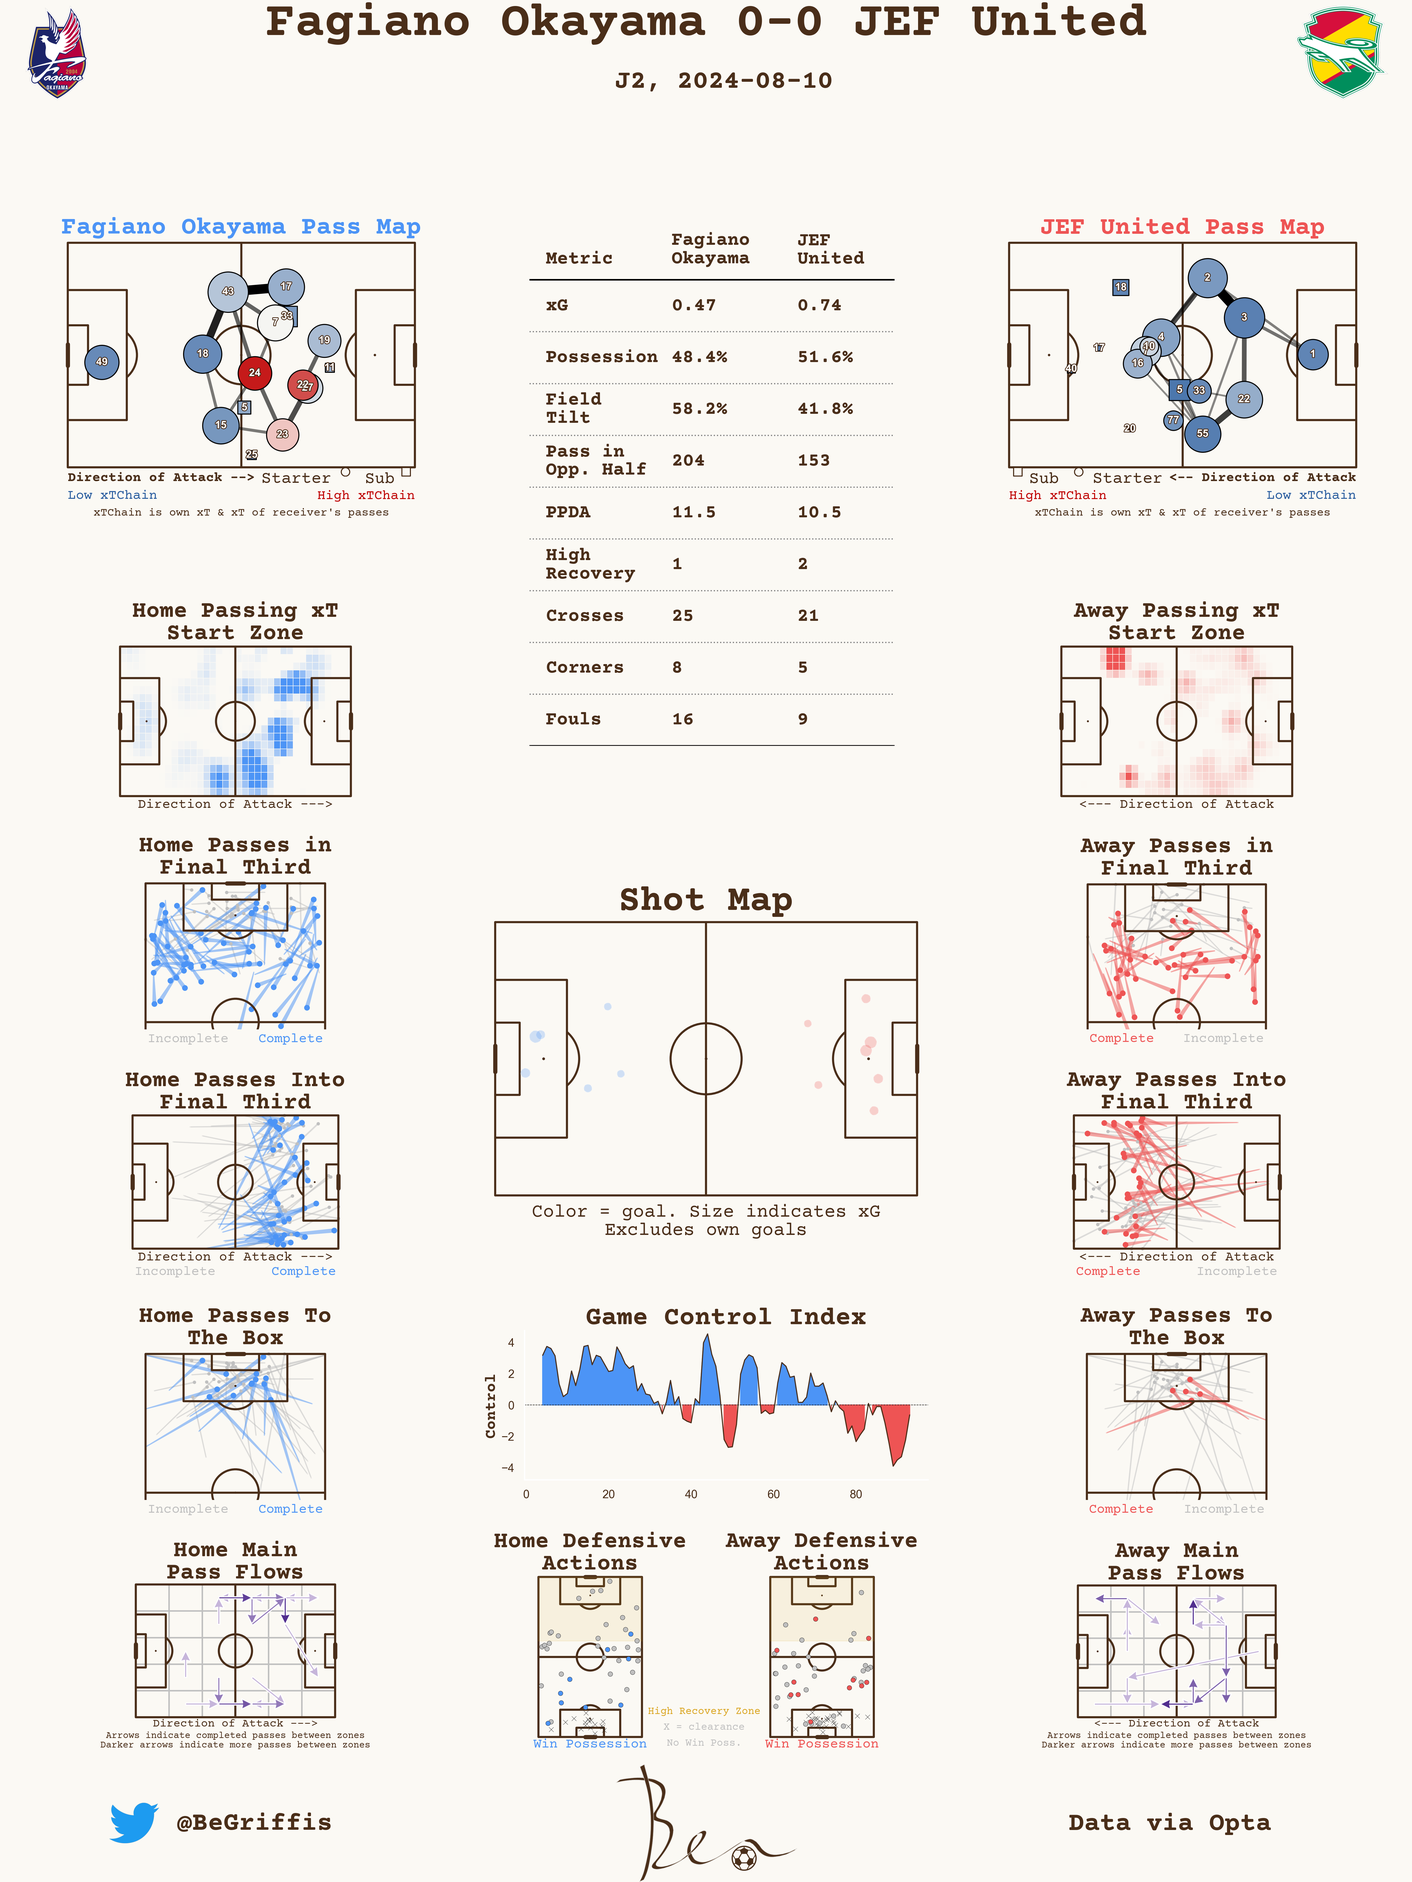 Fagiano Okayama 0-0 JEF United
J2, 2024-08-10
Fagiano
OKAYAMA
Fagiano Okayama Pass Map
43
17
7
33
19
18
49
24
11
22
27
5
15
23
25
Direction of Attack --> Starter Sub
Low xTChain High xTChain
xTChain is own xT & xT of receiver's passes
Metric Fagiano Okayama JEF United
xG 0.47 0.74
Possession 48.4% 51.6%
Field Tilt 58.2% 41.8%
Pass in Opp. Half 204 153
PPDA 11.5 10.5
High Recovery 1 2
Crosses 25 21
Corners 8 5
Fouls 16 9
JEF United Pass Map
2
18
3
4
17
10
1
16
40
5
33
22
77
20
55
Sub Starter <-- Direction of Attack
High xTChain Low xTChain
xTChain is own xT & xT of receiver's passes
Home Passing xT
Start Zone
Direction of Attack --->
Away Passing xT
Start Zone
<--- Direction of Attack
Home Passes in
Final Third
Incomplete Complete
Away Passes in
Final Third
Complete Incomplete
Shot Map
Color = goal. Size indicates xG
Excludes own goals
Home Passes Into
Final Third
Direction of Attack --->
Incomplete Complete
Away Passes Into
Final Third
<--- Direction of Attack
Complete Incomplete
Home Passes To
The Box
Incomplete Complete
Game Control Index
Control
4
2
0
−2
−4
0 20 40 60 80
Away Passes To
The Box
Complete Incomplete
Home Main
Pass Flows
Direction of Attack --->
Arrows indicate completed passes between zones
Darker arrows indicate more passes between zones
Home Defensive
Actions
Win Possession
High Recovery Zone
X = clearance
No Win Poss.
Away Defensive
Actions
Win Possession
Away Main
Pass Flows
<--- Direction of Attack
Arrows indicate completed passes between zones
Darker arrows indicate more passes between zones
@BeGriffis
Ben
Data via Opta